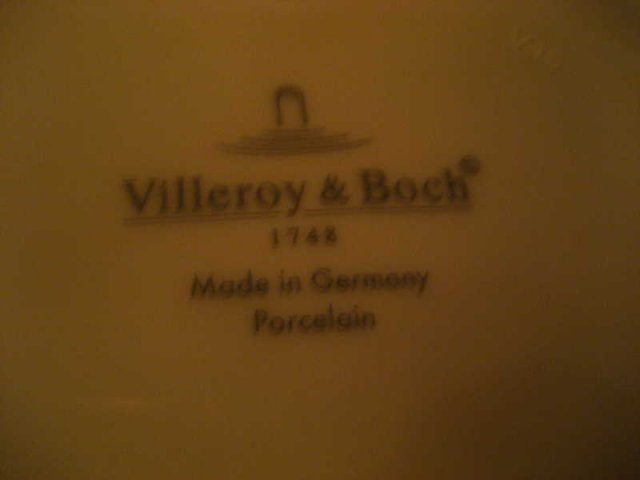 Villeroy & Boch®
1748
Made in Germany
Porcelain